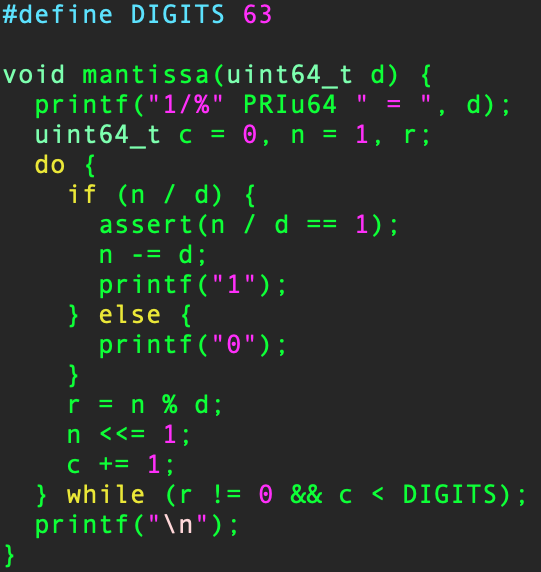 #define DIGITS 63

void mantissa(uint64_t d) {
  printf("1/%" PRIu64 " = ", d);
  uint64_t c = 0, n = 1, r;
  do {
    if (n / d) {
      assert(n / d == 1);
      n -= d;
      printf("1");
    } else {
      printf("0");
    }
    r = n % d;
    n <<= 1;
    c += 1;
  } while (r != 0 && c < DIGITS);
  printf("\n");
}